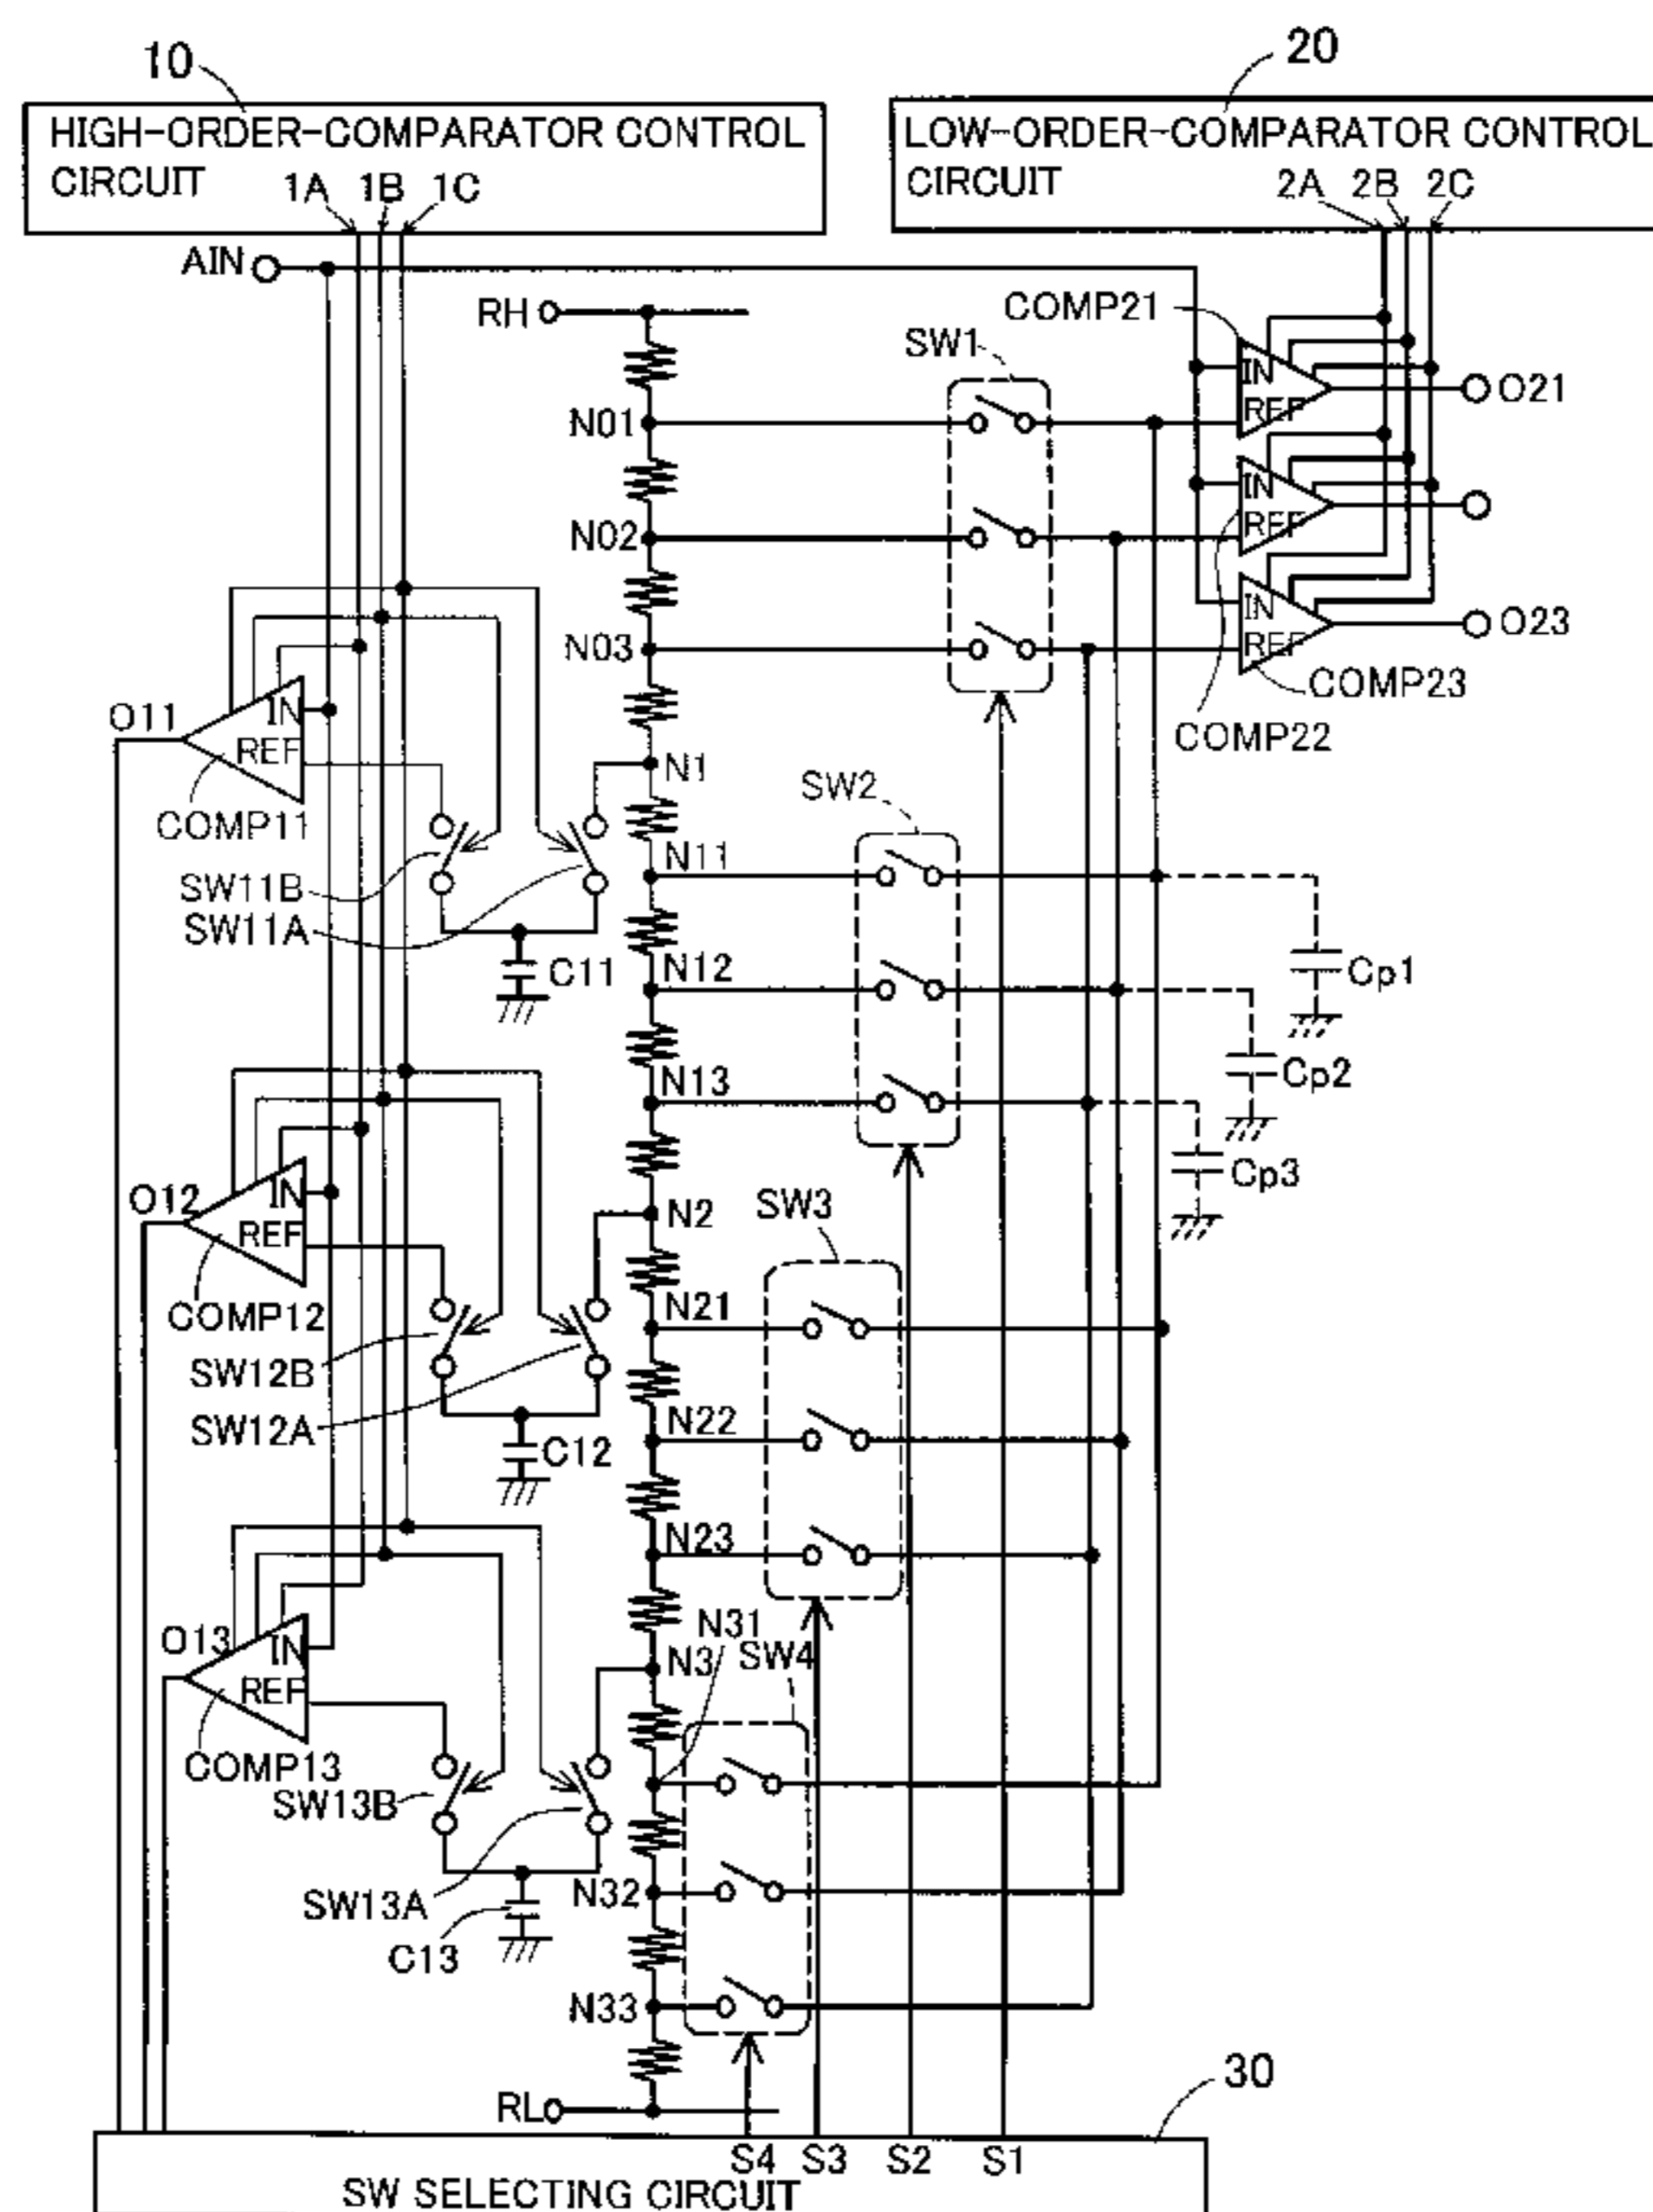 10
20
HIGH-ORDER-COMPARATOR CONTROL
CIRCUIT 1A 1B 1C
LOW-ORDER-COMPARATOR CONTROL
CIRCUIT 2A 2B 2C
AIN
RH
COMP21
SW1
IN
REF
O21
N01
IN
REF
N02
IN
REF
O23
N03
COMP23
COMP22
O11
IN
REF
COMP11
N1
SW2
N11
SW11B
SW11A
C11
N12
Cp1
N13
Cp2
Cp3
O12
IN
REF
COMP12
N2
SW3
N21
SW12B
SW12A
C12
N22
N23
O13
IN
REF
COMP13
N31
N3
SW4
SW13B
SW13A
C13
N32
N33
RL
30
S4 S3 S2 S1
SW SELECTING CIRCUIT